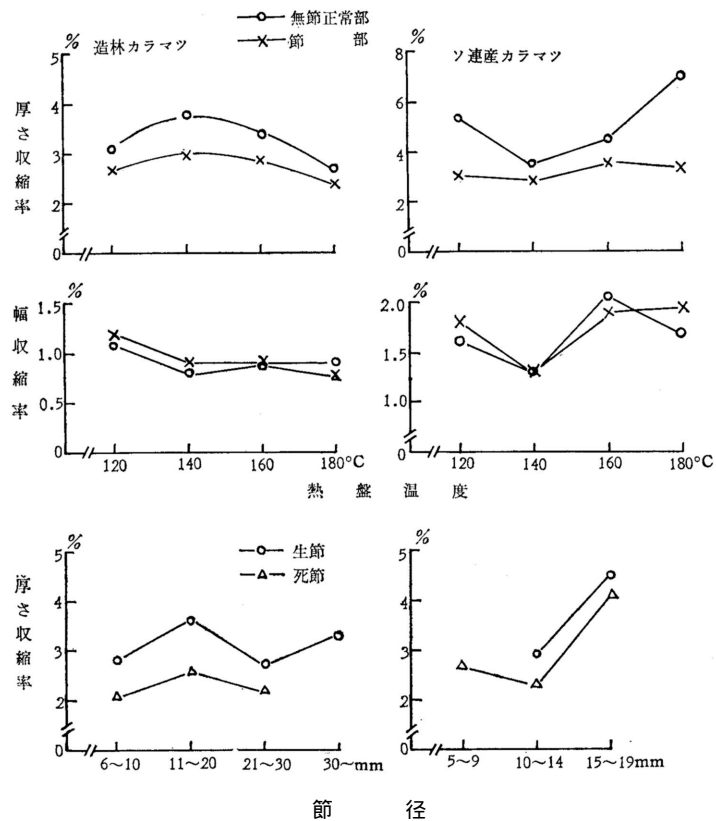 無節正常部
節 部
% 造林カラマツ
5
4
3
2
0
厚さ収縮率
% ソ連産カラマツ
8
6
4
2
0
%
1.5
1.0
0.5
0
幅収縮率
120 140 160 180°C
%
2.0
1.5
1.0
0
120 140 160 180°C
熱盤温度
生節
死節
%
5
4
3
2
0
厚さ収縮率
6~10 11~20 21~30 30~mm
%
5
4
3
2
0
5~9 10~14 15~19mm
節 径